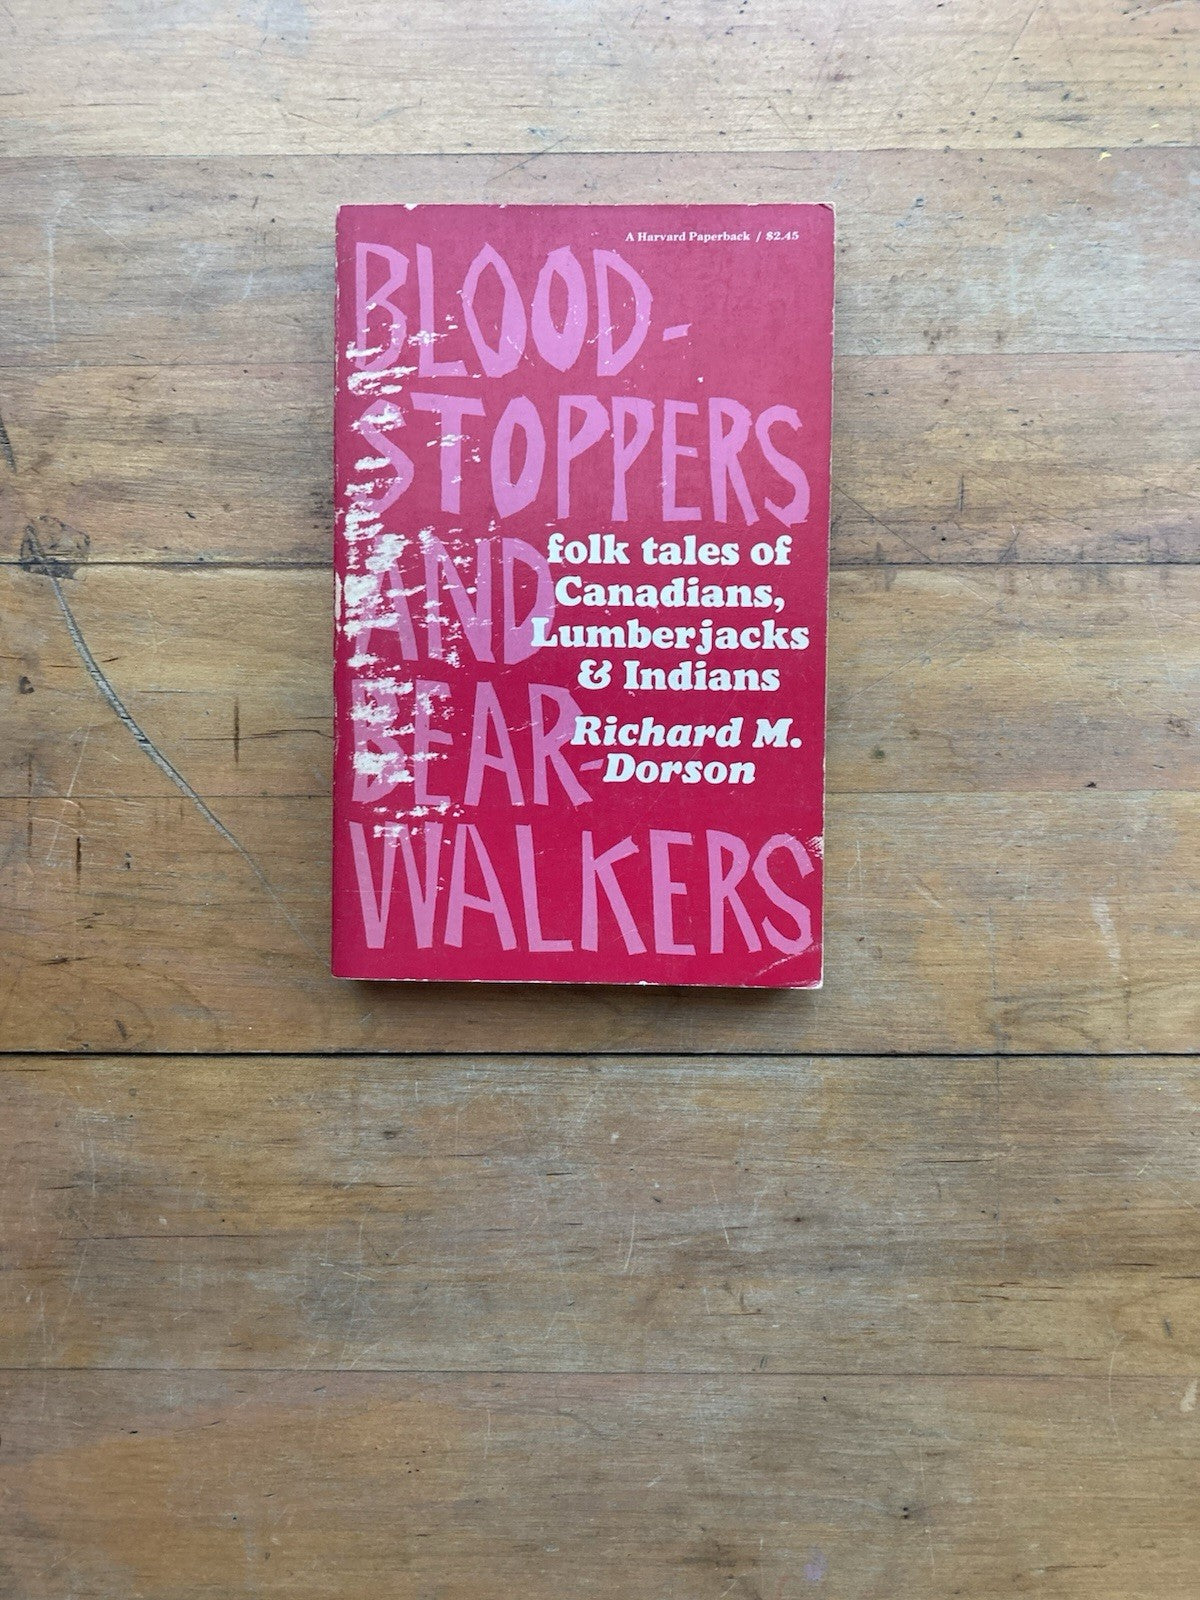 A Harvard Paperback / $2.45
BLOOD-
STOPPERS
AND
folk tales of
Canadians,
Lumberjacks
& Indians
BEAR-
Richard M.
Dorson
WALKERS